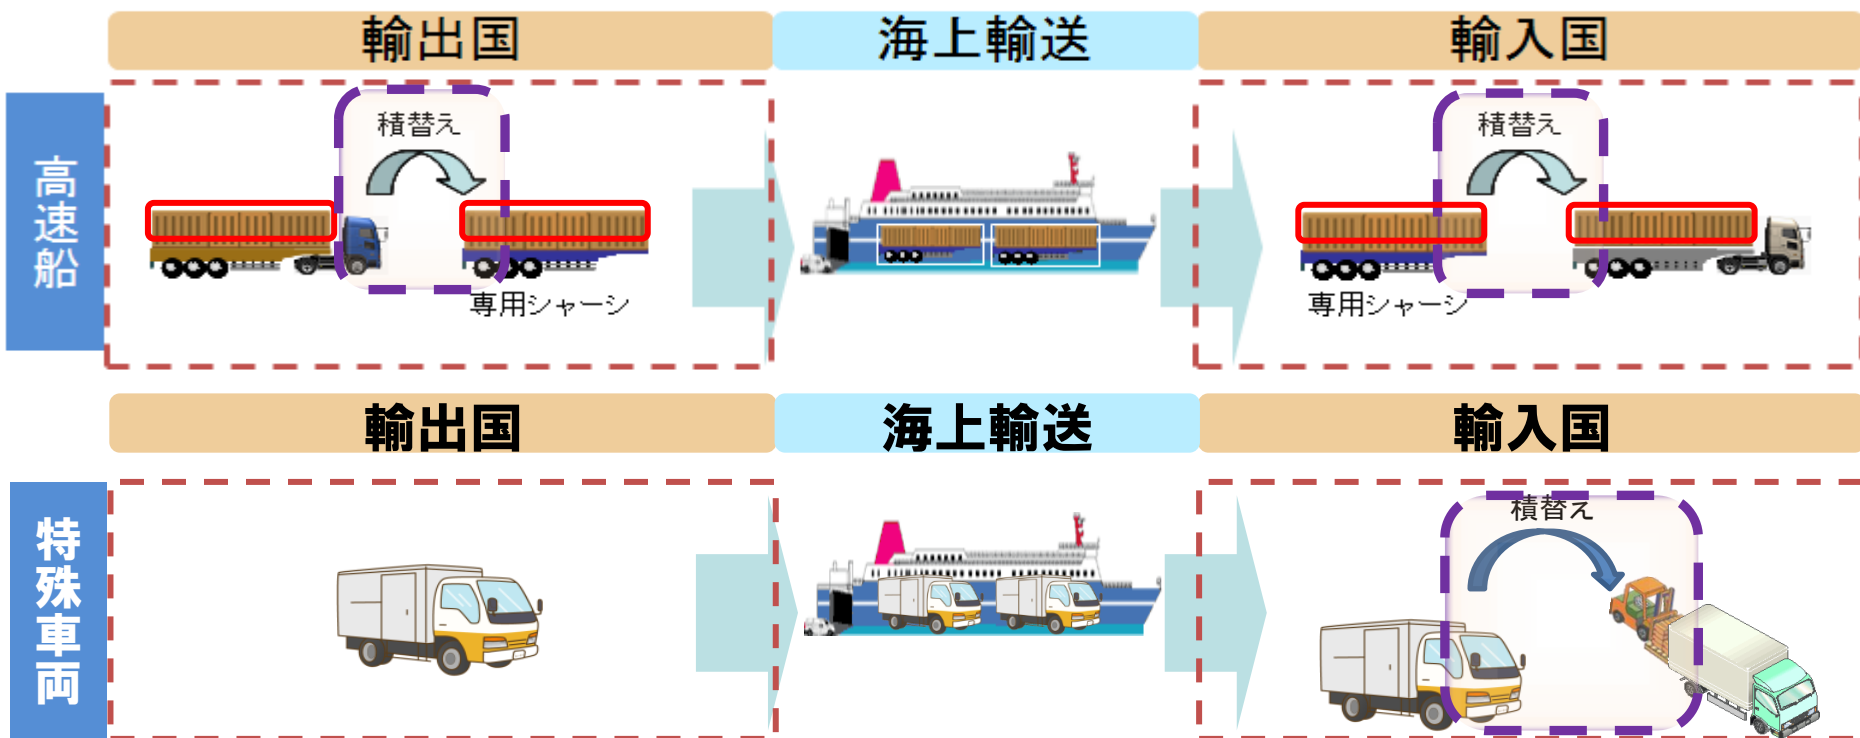 輸出国
海上輸送
輸入国
高速船
積替え
専用シャーシ
積替え
専用シャーシ
輸出国
海上輸送
輸入国
特殊車両
積替え